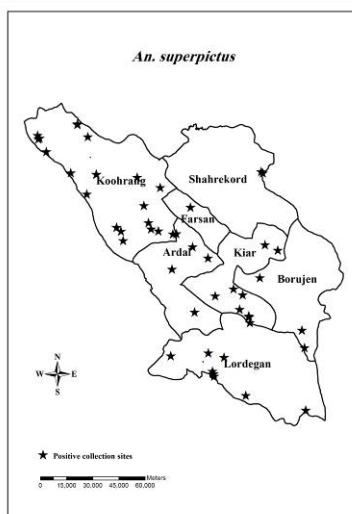 An. superpictus
Koohrang
Shahrekord
Farsan
Ardal
Kiar
Borujen
Lordegan
N
W E
S
Positive collection sites
Meters
0 15,000 30,000 45,000 60,000